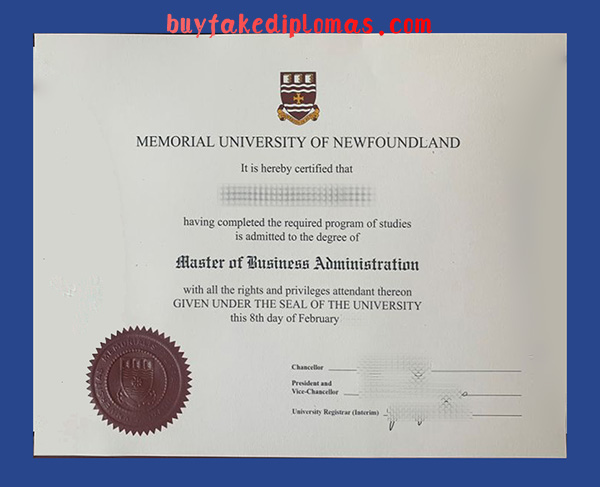 buyfakediplomas.com
MEMORIAL UNIVERSITY OF NEWFOUNDLAND
It is hereby certified that
having completed the required program of studies
is admitted to the degree of
Master of Business Administration
with all the rights and privileges attendant thereon
GIVEN UNDER THE SEAL OF THE UNIVERSITY
this 8th day of February
Chancellor
President and
Vice-Chancellor
University Registrar (Interim)